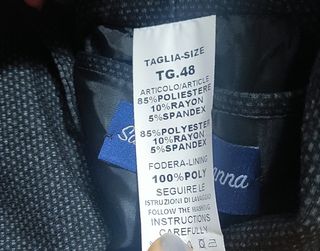 TAGLIA-SIZE
TG.48
ARTICOLO/ARTICLE
85%POLIESTERE
10%RAYON
5%SPANDEX
85%POLYESTER
10%RAYON
5%SPANDEX
FODERA-LINING
100%POLY
SEGUIRE LE
ISTRUZIONI DI LAVAGGIO
FOLLOW THE WASHING
INSTRUCTIONS
CAREFULLY